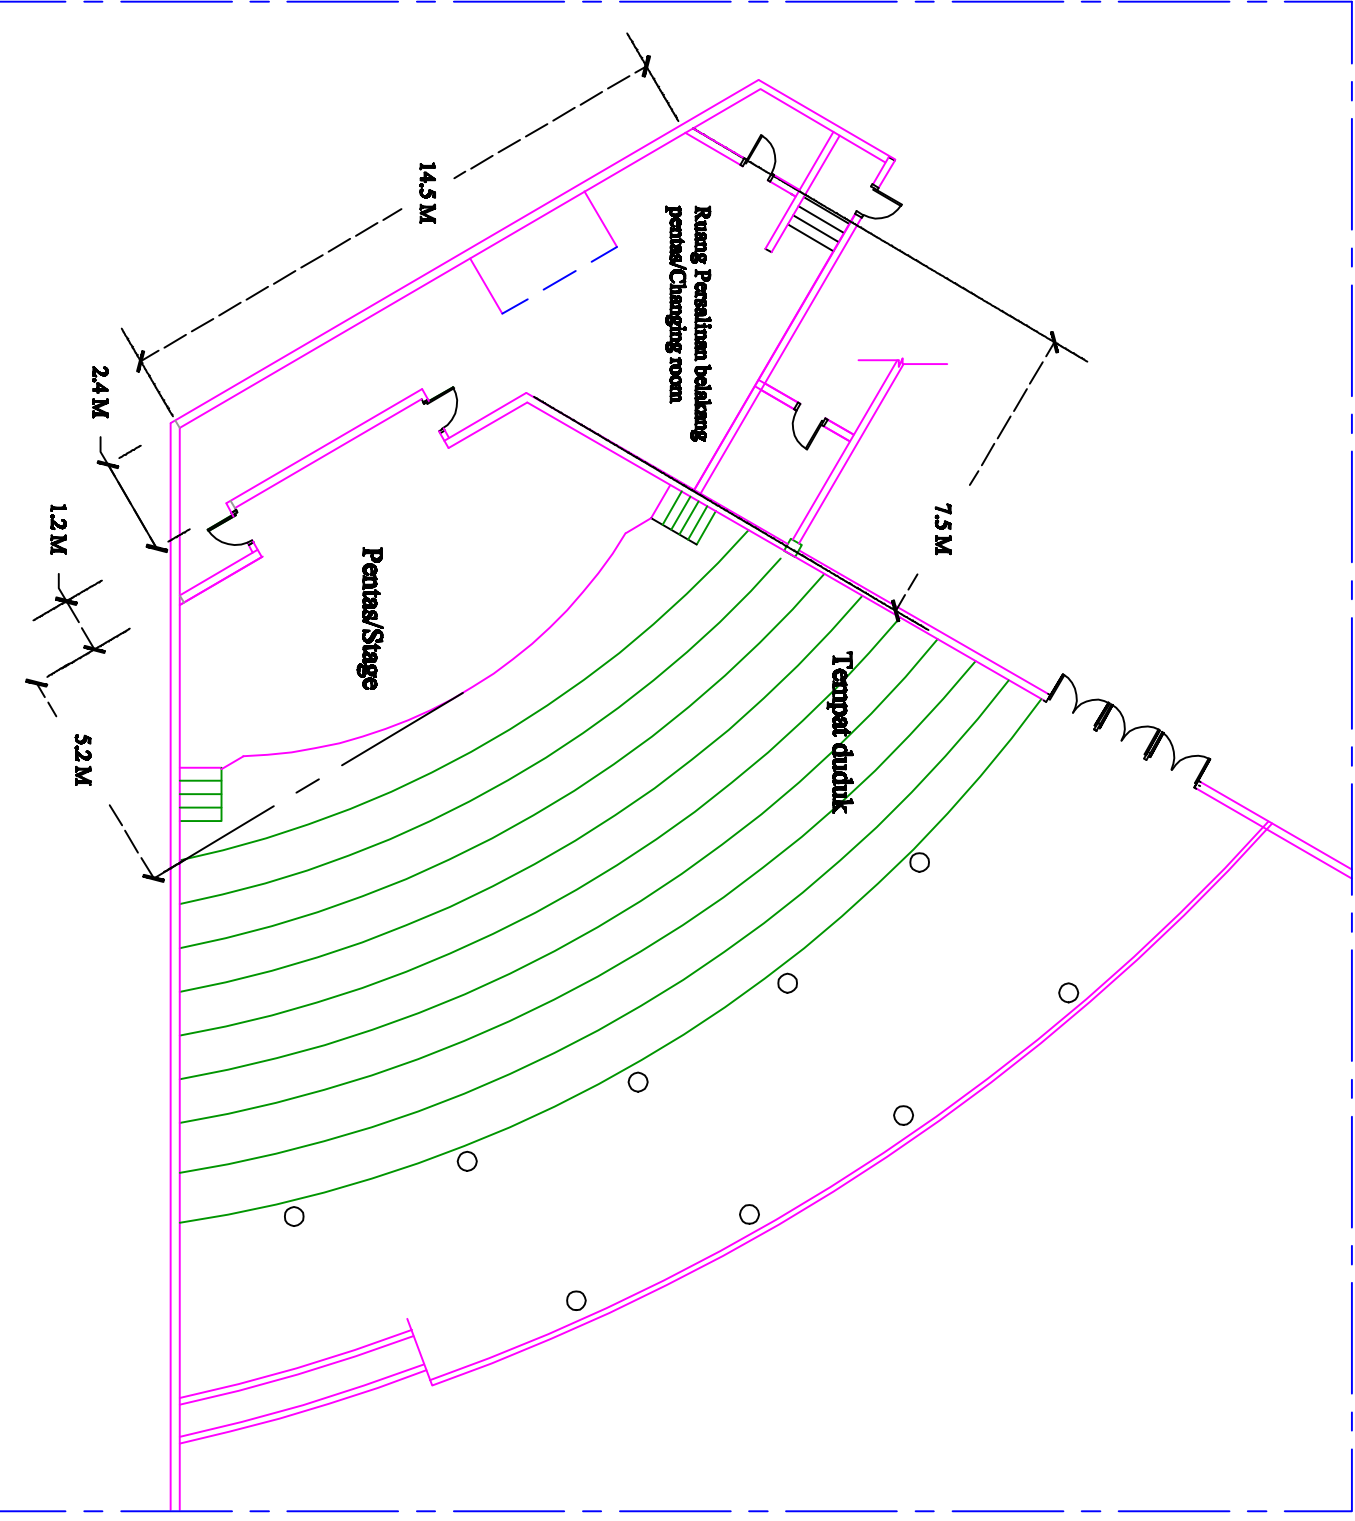 14.5 M
2.4 M
1.2 M
5.2 M
7.5 M
Ruang Persalinan belakang
pentas/Changing room
Pentas/Stage
Tempat duduk